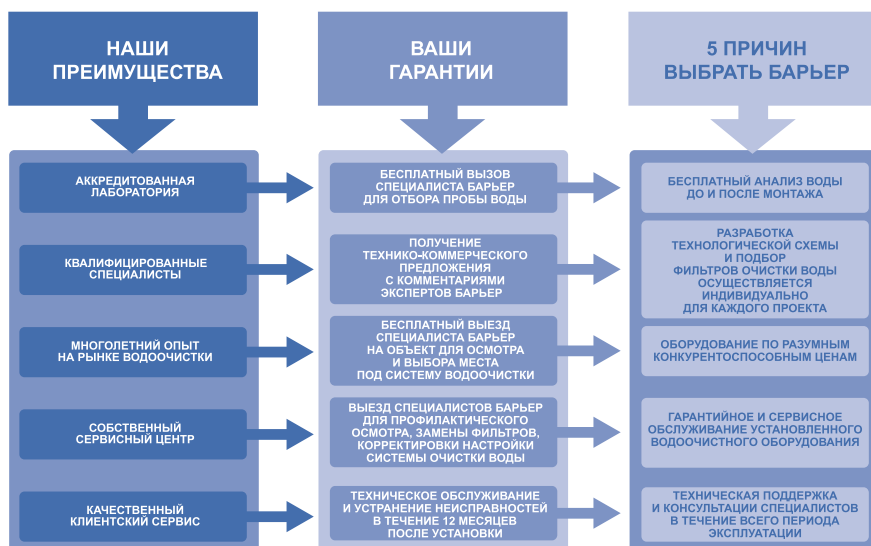 НАШИ
ПРЕИМУЩЕСТВА
ВАШИ
ГАРАНТИИ
5 ПРИЧИН
ВЫБРАТЬ БАРЬЕР
АККРЕДИТОВАННАЯ
ЛАБОРАТОРИЯ
БЕСПЛАТНЫЙ ВЫЗОВ
СПЕЦИАЛИСТА БАРЬЕР
ДЛЯ ОТБОРА ПРОБЫ ВОДЫ
БЕСПЛАТНЫЙ АНАЛИЗ ВОДЫ
ДО И ПОСЛЕ МОНТАЖА
КВАЛИФИЦИРОВАННЫЕ
СПЕЦИАЛИСТЫ
ПОЛУЧЕНИЕ
ТЕХНИКО-КОММЕРЧЕСКОГО
ПРЕДЛОЖЕНИЯ
С КОММЕНТАРИЯМИ
ЭКСПЕРТОВ БАРЬЕР
РАЗРАБОТКА
ТЕХНОЛОГИЧЕСКОЙ СХЕМЫ
И ПОДБОР
ФИЛЬТРОВ ОЧИСТКИ ВОДЫ
ОСУЩЕСТВЛЯЕТСЯ
ИНДИВИДУАЛЬНО
ДЛЯ КАЖДОГО ПРОЕКТА
МНОГОЛЕТНИЙ ОПЫТ
НА РЫНКЕ ВОДООЧИСТКИ
БЕСПЛАТНЫЙ ВЫЕЗД
СПЕЦИАЛИСТА БАРЬЕР
НА ОБЪЕКТ ДЛЯ ОСМОТРА
И ВЫБОРА МЕСТА
ПОД СИСТЕМУ ВОДООЧИСТКИ
ОБОРУДОВАНИЕ ПО РАЗУМНЫМ
КОНКУРЕНТОСПОСОБНЫМ ЦЕНАМ
СОБСТВЕННЫЙ
СЕРВИСНЫЙ ЦЕНТР
ВЫЕЗД СПЕЦИАЛИСТОВ БАРЬЕР
ДЛЯ ПРОФИЛАКТИЧЕСКОГО
ОСМОТРА, ЗАМЕНЫ ФИЛЬТРОВ,
КОРРЕКТИРОВКИ НАСТРОЙКИ
СИСТЕМЫ ОЧИСТКИ ВОДЫ
ГАРАНТИЙНОЕ И СЕРВИСНОЕ
ОБСЛУЖИВАНИЕ УСТАНОВЛЕННОГО
ВОДООЧИСТНОГО ОБОРУДОВАНИЯ
КАЧЕСТВЕННЫЙ
КЛИЕНТСКИЙ СЕРВИС
ТЕХНИЧЕСКОЕ ОБСЛУЖИВАНИЕ
И УСТРАНЕНИЕ НЕИСПРАВНОСТЕЙ
В ТЕЧЕНИЕ 12 МЕСЯЦЕВ
ПОСЛЕ УСТАНОВКИ
ТЕХНИЧЕСКАЯ ПОДДЕРЖКА
И КОНСУЛЬТАЦИИ СПЕЦИАЛИСТОВ
В ТЕЧЕНИЕ ВСЕГО ПЕРИОДА
ЭКСПЛУАТАЦИИ